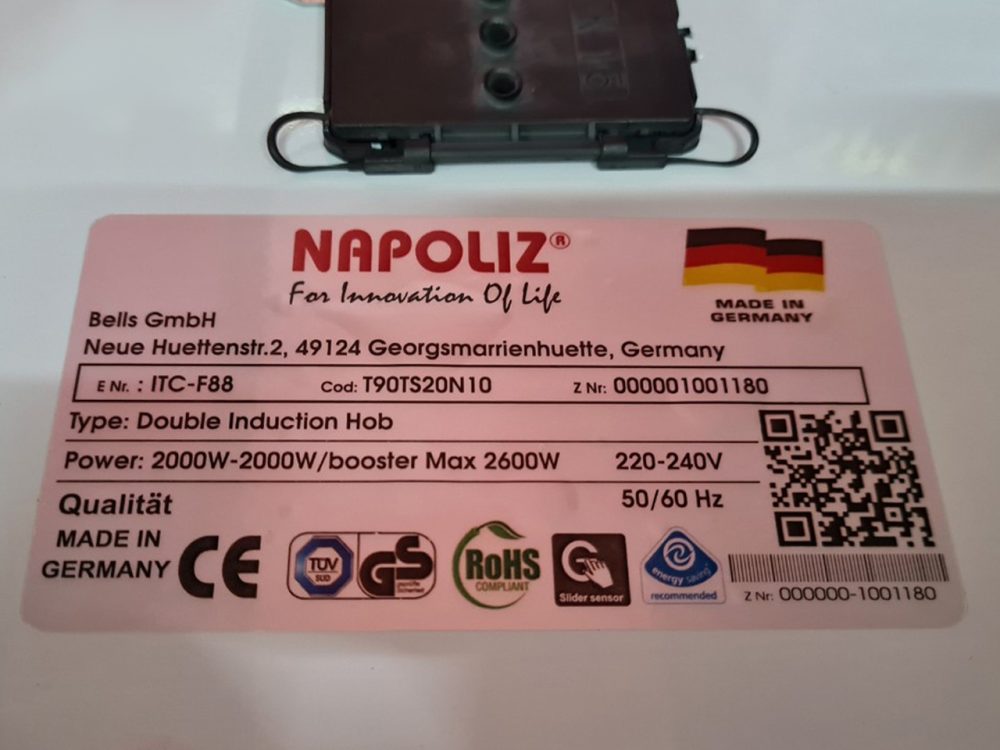 NAPOLIZ®
For Innovation Of Life
MADE IN
GERMANY
Bells GmbH
Neue Huettenstr.2, 49124 Georgsmarrienhuette, Germany
E Nr. : ITC-F88 Cod: T90TS20N10 Z Nr: 000001001180
Type: Double Induction Hob
Power: 2000W-2000W/booster Max 2600W 220-240V
Qualität 50/60 Hz
MADE IN
GERMANY
CE
TÜV
SÜD
GS
geprüfte
Sicherheit
RoHS
COMPLIANT
Slider sensor
energy saving
recommended
Z Nr: 000000-1001180